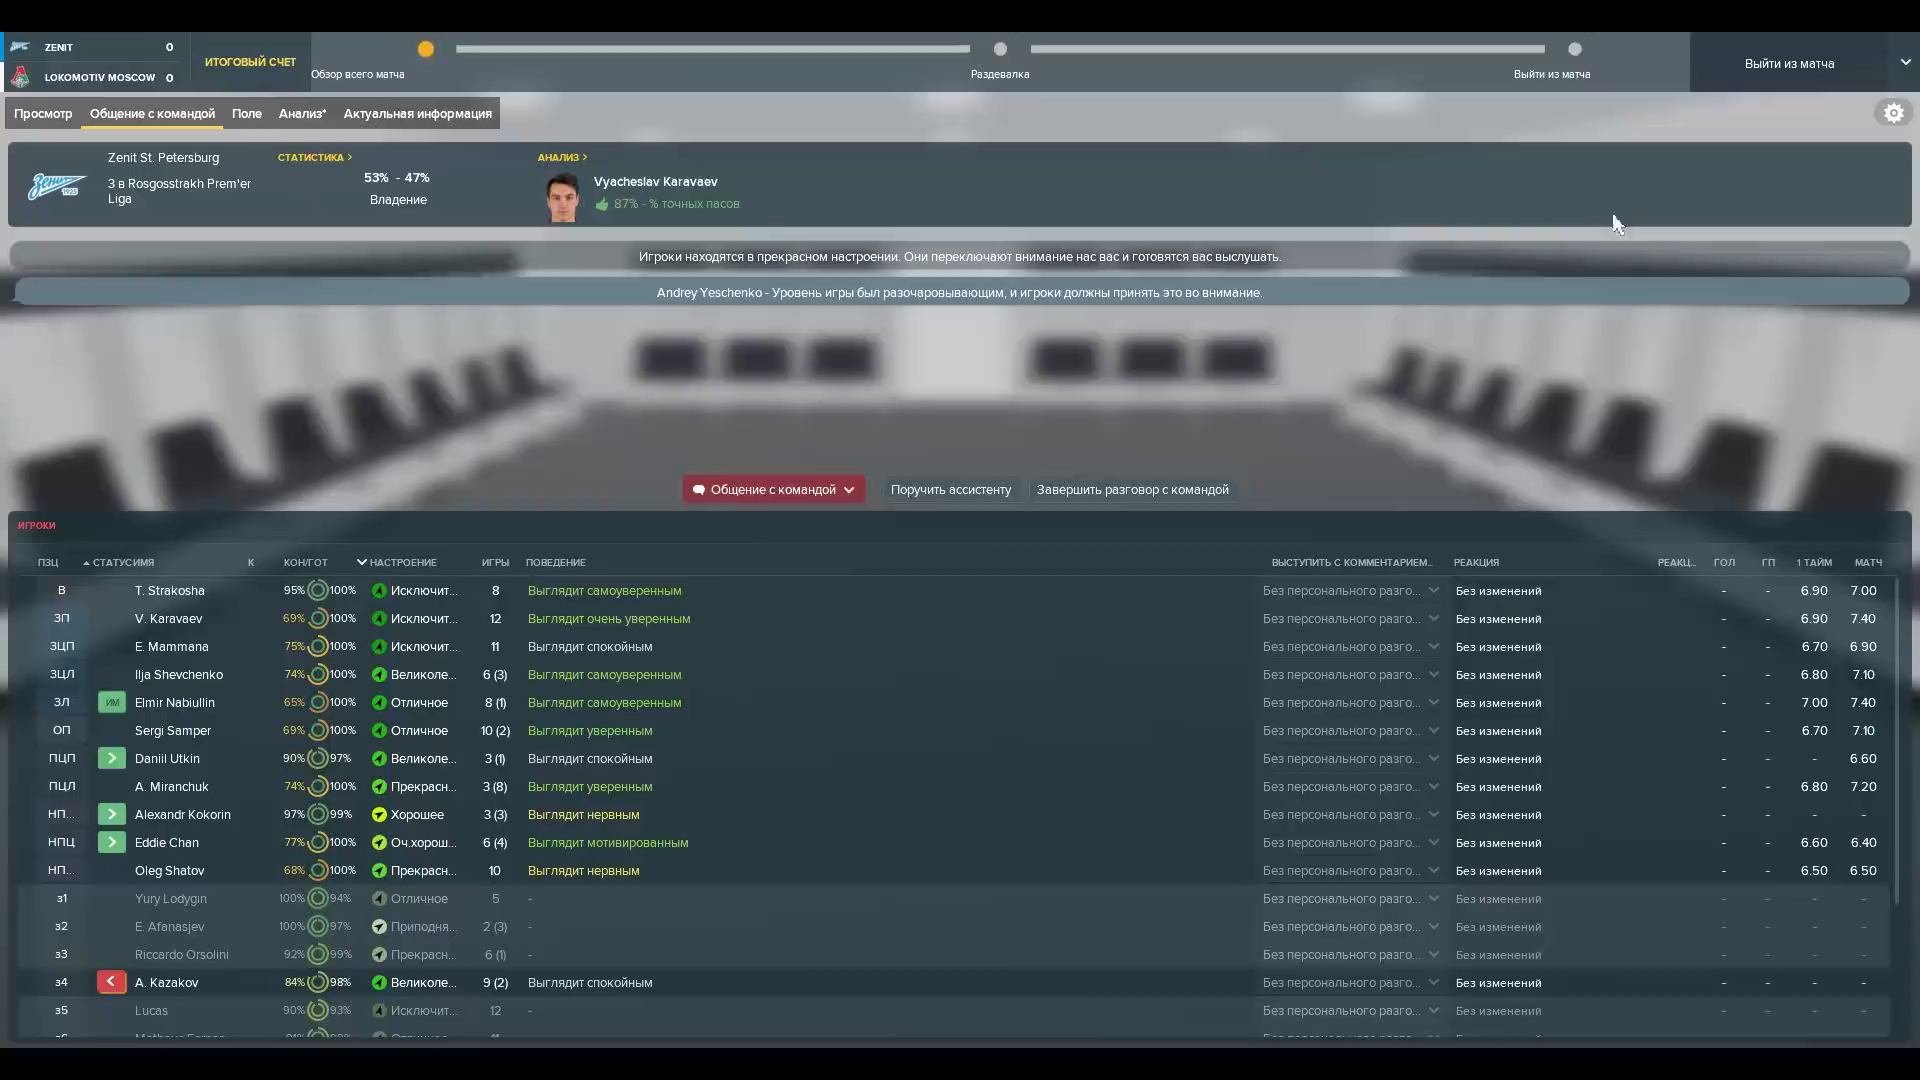 ZENIT 0
LOKOMOTIV MOSCOW 0
ИТОГОВЫЙ СЧЕТ
Обзор всего матча
Раздевалка
Выйти из матча
Выйти из матча
Просмотр Общение с командой Поле Анализ* Актуальная информация
Zenit St. Petersburg
3 в Rosgosstrakh Prem'er
Liga
СТАТИСТИКА >
53% - 47%
Владение
АНАЛИЗ >
Vyacheslav Karavaev
87% - % точных пасов
Игроки находятся в прекрасном настроении. Они переключают внимание нас вас и готовятся вас выслушать.
Andrey Yeschenko - Уровень игры был разочаровывающим, и игроки должны принять это во внимание.
Общение с командой Поручить ассистенту Завершить разговор с командой
ИГРОКИ
ПЗЦ СТАТУС ИМЯ К КОН/ГОТ НАСТРОЕНИЕ ИГРЫ ПОВЕДЕНИЕ ВЫСТУПИТЬ С КОММЕНТАРИЕМ... РЕАКЦИЯ РЕАКЦ... ГОЛ ГП 1 ТАЙМ МАТЧ
В T. Strakosha 95% 100% Исключит... 8 Выглядит самоуверенным Без персонального разго... Без изменений - - 6.90 7.00
ЗП V. Karavaev 69% 100% Исключит... 12 Выглядит очень уверенным Без персонального разго... Без изменений - - 6.90 7.40
ЗЦП E. Mammana 75% 100% Исключит... 11 Выглядит спокойным Без персонального разго... Без изменений - - 6.70 6.90
ЗЦЛ Ilja Shevchenko 74% 100% Великоле... 6 (3) Выглядит самоуверенным Без персонального разго... Без изменений - - 6.80 7.10
ЗЛ ИМ Elmir Nabiullin 65% 100% Отличное 8 (1) Выглядит самоуверенным Без персонального разго... Без изменений - - 7.00 7.40
ОП Sergi Samper 69% 100% Отличное 10 (2) Выглядит уверенным Без персонального разго... Без изменений - - 6.70 7.10
ПЦП Daniil Utkin 90% 97% Великоле... 3 (1) Выглядит спокойным Без персонального разго... Без изменений - - - 6.60
ПЦЛ A. Miranchuk 74% 100% Прекрасн... 3 (8) Выглядит уверенным Без персонального разго... Без изменений - - 6.80 7.20
НП... Alexandr Kokorin 97% 99% Хорошее 3 (3) Выглядит нервным Без персонального разго... Без изменений - - - -
НПЦ Eddie Chan 77% 100% Оч.хорош... 6 (4) Выглядит мотивированным Без персонального разго... Без изменений - - 6.60 6.40
НП... Oleg Shatov 68% 100% Прекрасн... 10 Выглядит нервным Без персонального разго... Без изменений - - 6.50 6.50
з1 Yury Lodygin 100% 94% Отличное 5 - Без персонального разго... Без изменений - - - -
з2 E. Afanasjev 100% 97% Приподня... 2 (3) - Без персонального разго... Без изменений - - - -
з3 Riccardo Orsolini 92% 99% Прекрасн... 6 (1) - Без персонального разго... Без изменений - - - -
з4 A. Kazakov 84% 98% Великоле... 9 (2) Выглядит спокойным Без персонального разго... Без изменений - - - -
з5 Lucas 90% 93% Исключит... 12 - Без персонального разго... Без изменений - - - -